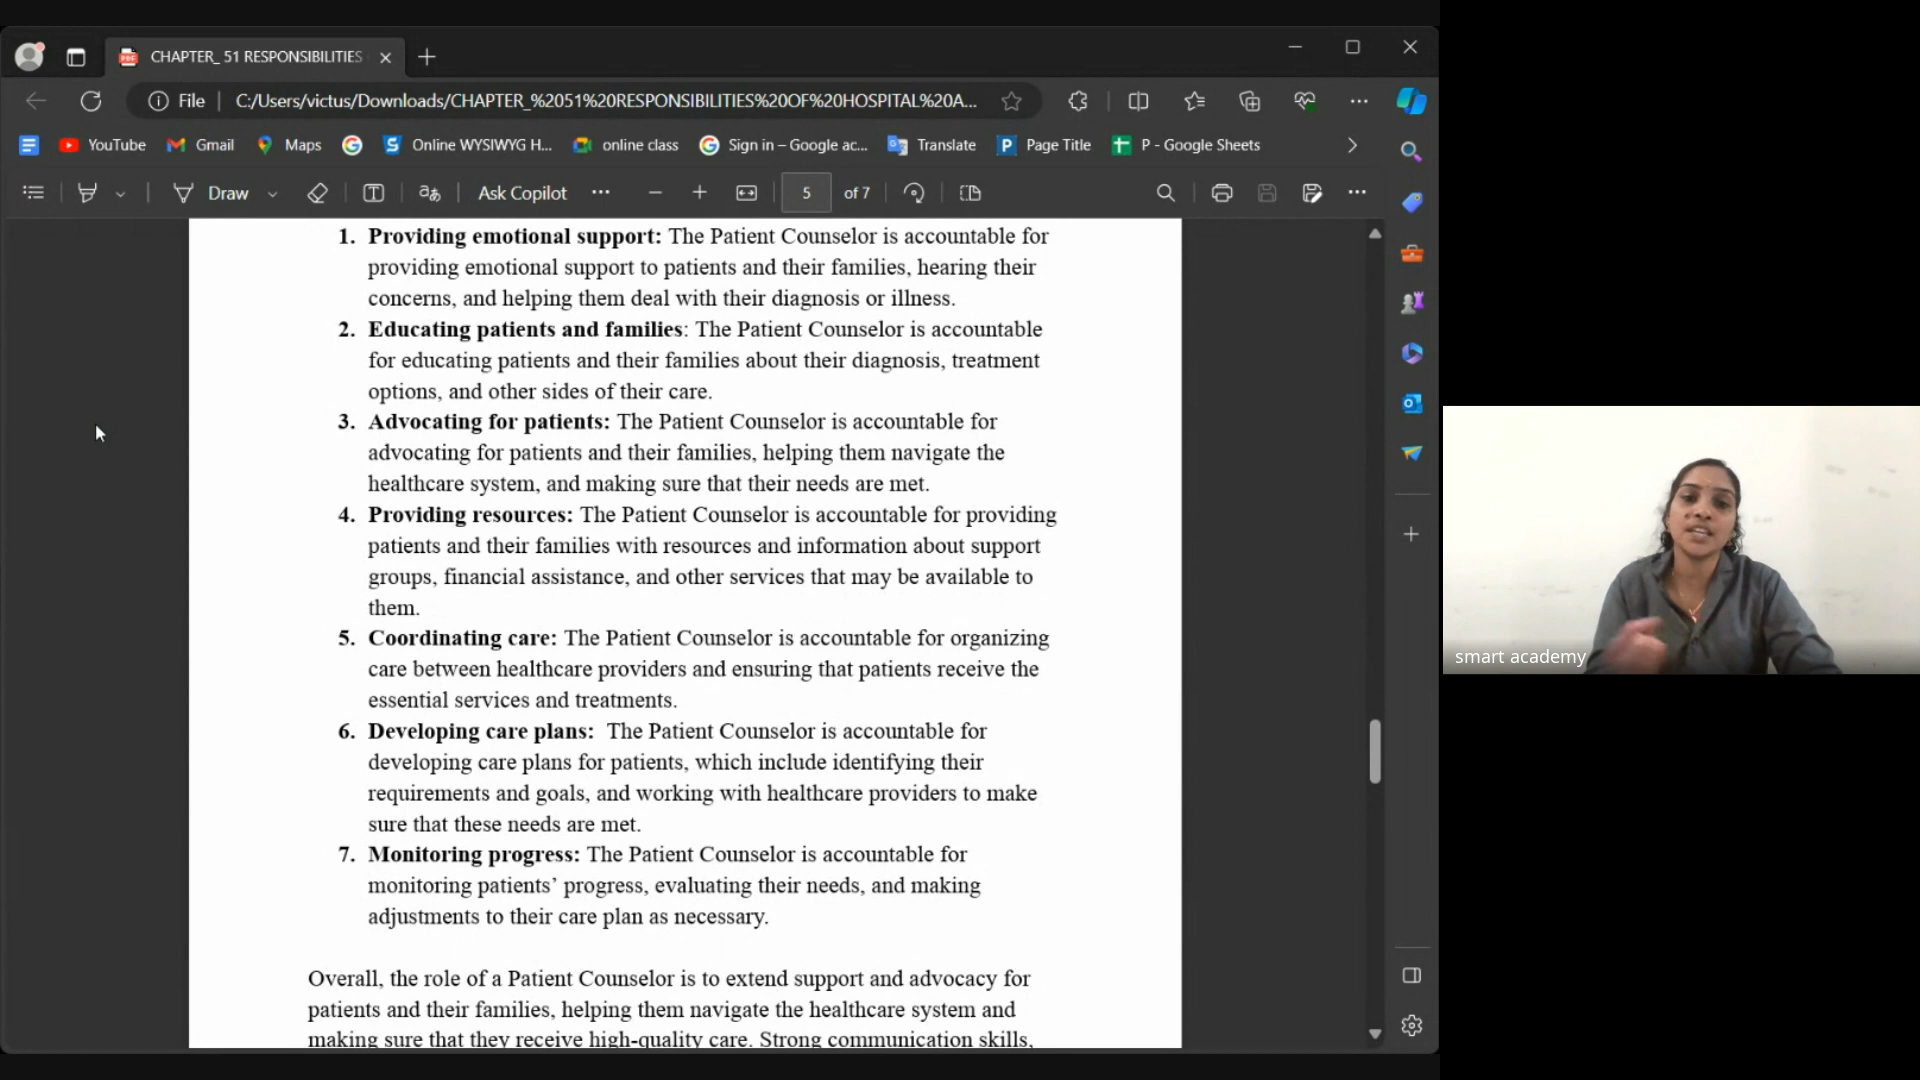 CHAPTER_ 51 RESPONSIBILITIES
File
C:/Users/victus/Downloads/CHAPTER_%2051%20RESPONSIBILITIES%20OF%20HOSPITAL%20A...
YouTube
Gmail
Maps
Online WYSIWYG H...
online class
Sign in – Google ac...
Translate
Page Title
P - Google Sheets
Draw
Ask Copilot
5
of 7
1. Providing emotional support: The Patient Counselor is accountable for
providing emotional support to patients and their families, hearing their
concerns, and helping them deal with their diagnosis or illness.
2. Educating patients and families: The Patient Counselor is accountable
for educating patients and their families about their diagnosis, treatment
options, and other sides of their care.
3. Advocating for patients: The Patient Counselor is accountable for
advocating for patients and their families, helping them navigate the
healthcare system, and making sure that their needs are met.
4. Providing resources: The Patient Counselor is accountable for providing
patients and their families with resources and information about support
groups, financial assistance, and other services that may be available to
them.
5. Coordinating care: The Patient Counselor is accountable for organizing
care between healthcare providers and ensuring that patients receive the
essential services and treatments.
6. Developing care plans: The Patient Counselor is accountable for
developing care plans for patients, which include identifying their
requirements and goals, and working with healthcare providers to make
sure that these needs are met.
7. Monitoring progress: The Patient Counselor is accountable for
monitoring patients’ progress, evaluating their needs, and making
adjustments to their care plan as necessary.
Overall, the role of a Patient Counselor is to extend support and advocacy for
patients and their families, helping them navigate the healthcare system and
making sure that they receive high-quality care. Strong communication skills,
smart academy